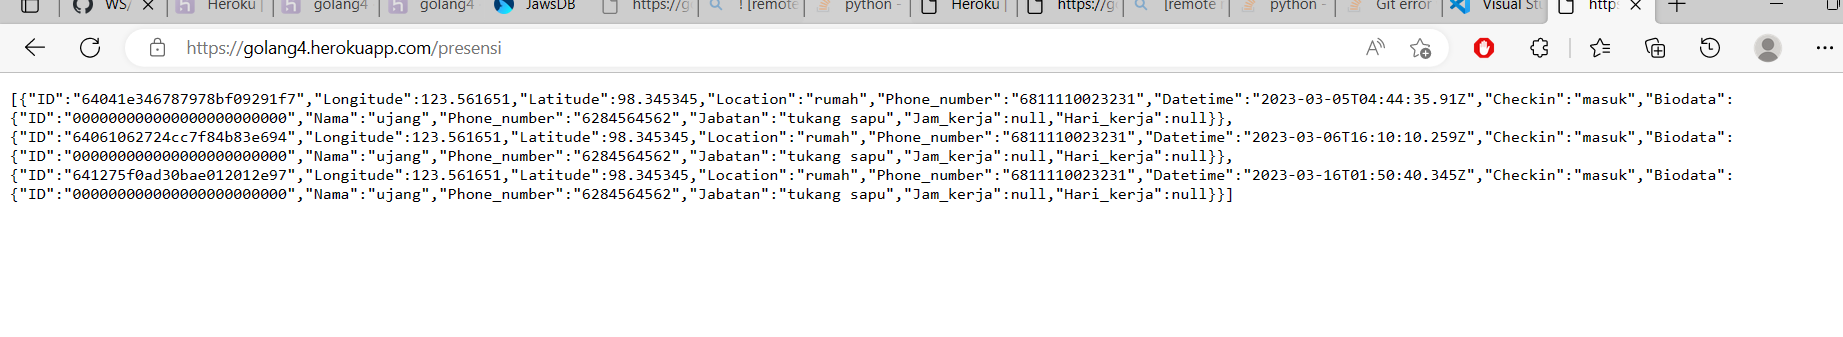 WS/
Heroku
golang4
golang4
JawsDB
https://g
! [remote
python -
Heroku
https://g
[remote r
python -
Git error
Visual Stu
http
https://golang4.herokuapp.com/presensi
[{"ID":"64041e346787978bf09291f7","Longitude":123.561651,"Latitude":98.345345,"Location":"rumah","Phone_number":"6811110023231","Datetime":"2023-03-05T04:44:35.91Z","Checkin":"masuk","Biodata":
{"ID":"000000000000000000000000","Nama":"ujang","Phone_number":"6284564562","Jabatan":"tukang sapu","Jam_kerja":null,"Hari_kerja":null}},
{"ID":"64061062724cc7f84b83e694","Longitude":123.561651,"Latitude":98.345345,"Location":"rumah","Phone_number":"6811110023231","Datetime":"2023-03-06T16:10:10.259Z","Checkin":"masuk","Biodata":
{"ID":"000000000000000000000000","Nama":"ujang","Phone_number":"6284564562","Jabatan":"tukang sapu","Jam_kerja":null,"Hari_kerja":null}},
{"ID":"641275f0ad30bae012012e97","Longitude":123.561651,"Latitude":98.345345,"Location":"rumah","Phone_number":"6811110023231","Datetime":"2023-03-16T01:50:40.345Z","Checkin":"masuk","Biodata":
{"ID":"000000000000000000000000","Nama":"ujang","Phone_number":"6284564562","Jabatan":"tukang sapu","Jam_kerja":null,"Hari_kerja":null}}]